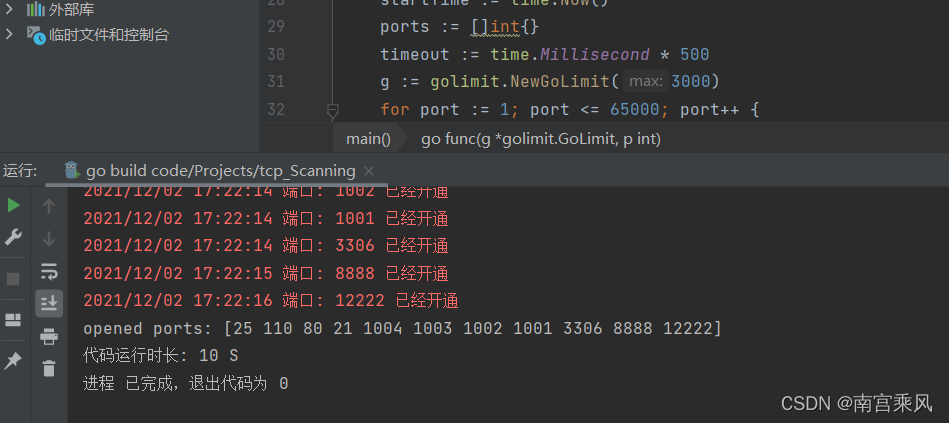 外部库
临时文件和控制台
28 startTime := time.Now()
29 ports := []int{}
30 timeout := time.Millisecond * 500
31 g := golimit.NewGoLimit( max: 3000)
32 for port := 1; port <= 65000; port++ {
main() go func(g *golimit.GoLimit, p int)
运行: go build code/Projects/tcp_Scanning ×
2021/12/02 17:22:14 端口: 1002 已经开通
2021/12/02 17:22:14 端口: 1001 已经开通
2021/12/02 17:22:14 端口: 3306 已经开通
2021/12/02 17:22:15 端口: 8888 已经开通
2021/12/02 17:22:16 端口: 12222 已经开通
opened ports: [25 110 80 21 1004 1003 1002 1001 3306 8888 12222]
代码运行时长: 10 S
进程 已完成，退出代码为 0
CSDN @南宫乘风